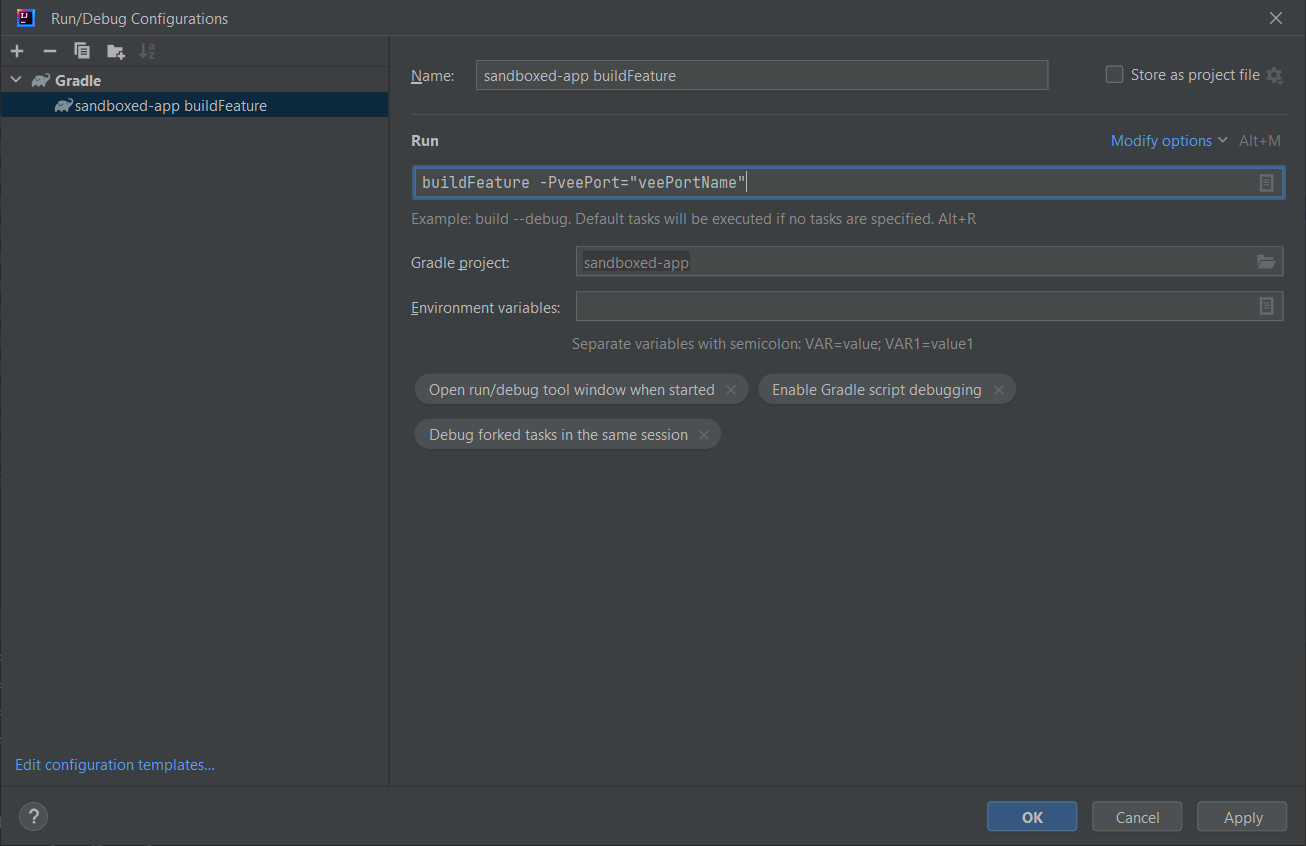 Run/Debug Configurations
Gradle
sandboxed-app buildFeature
Edit configuration templates...
Name:
sandboxed-app buildFeature
Store as project file
Run
Modify options
Alt+M
buildFeature -PveePort="veePortName"
Example: build --debug. Default tasks will be executed if no tasks are specified. Alt+R
Gradle project:
sandboxed-app
Environment variables:
Separate variables with semicolon: VAR=value; VAR1=value1
Open run/debug tool window when started
Enable Gradle script debugging
Debug forked tasks in the same session
?
OK
Cancel
Apply